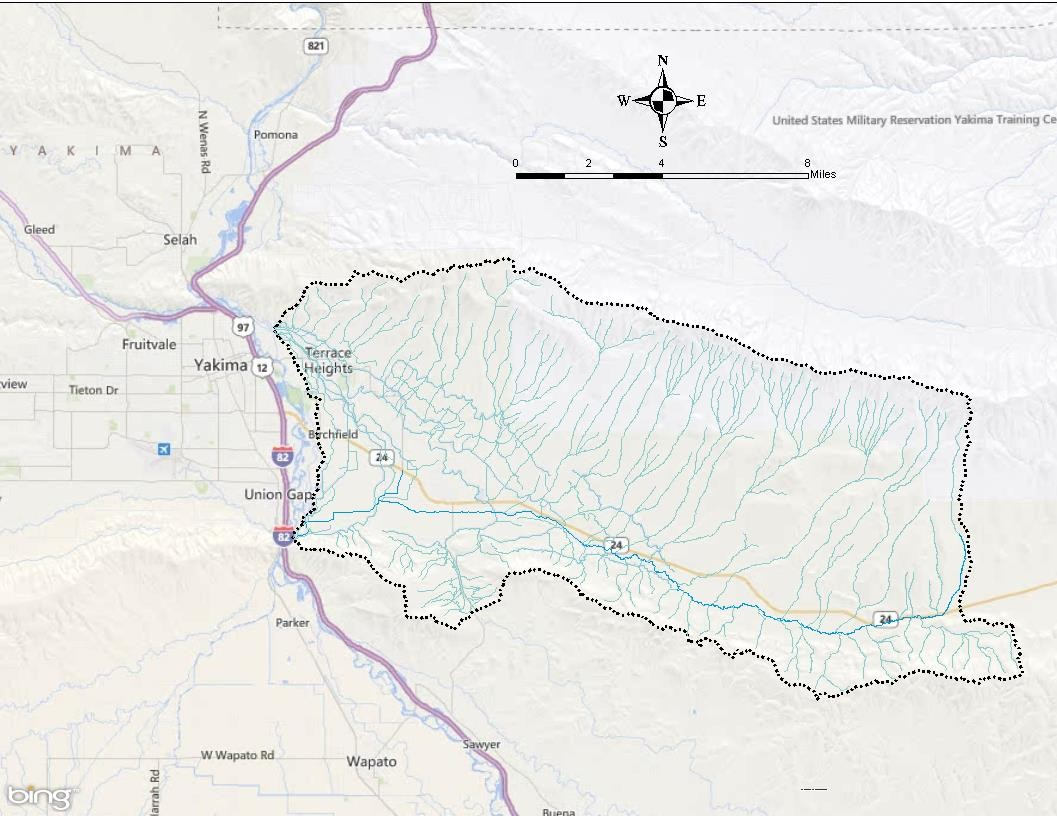 821
N
W E
S
Pomona
N Wenas Rd
United States Military Reservation Yakima Training Ce
Y A K I M A
0 2 4 8
Miles
Gleed
Selah
97
Fruitvale
Terrace
Heights
Yakima
12
view
Tieton Dr
Birchfield
24
82
Union Gap
82
24
24
Parker
Sawyer
W Wapato Rd
Wapato
Harrah Rd
bing
Buena